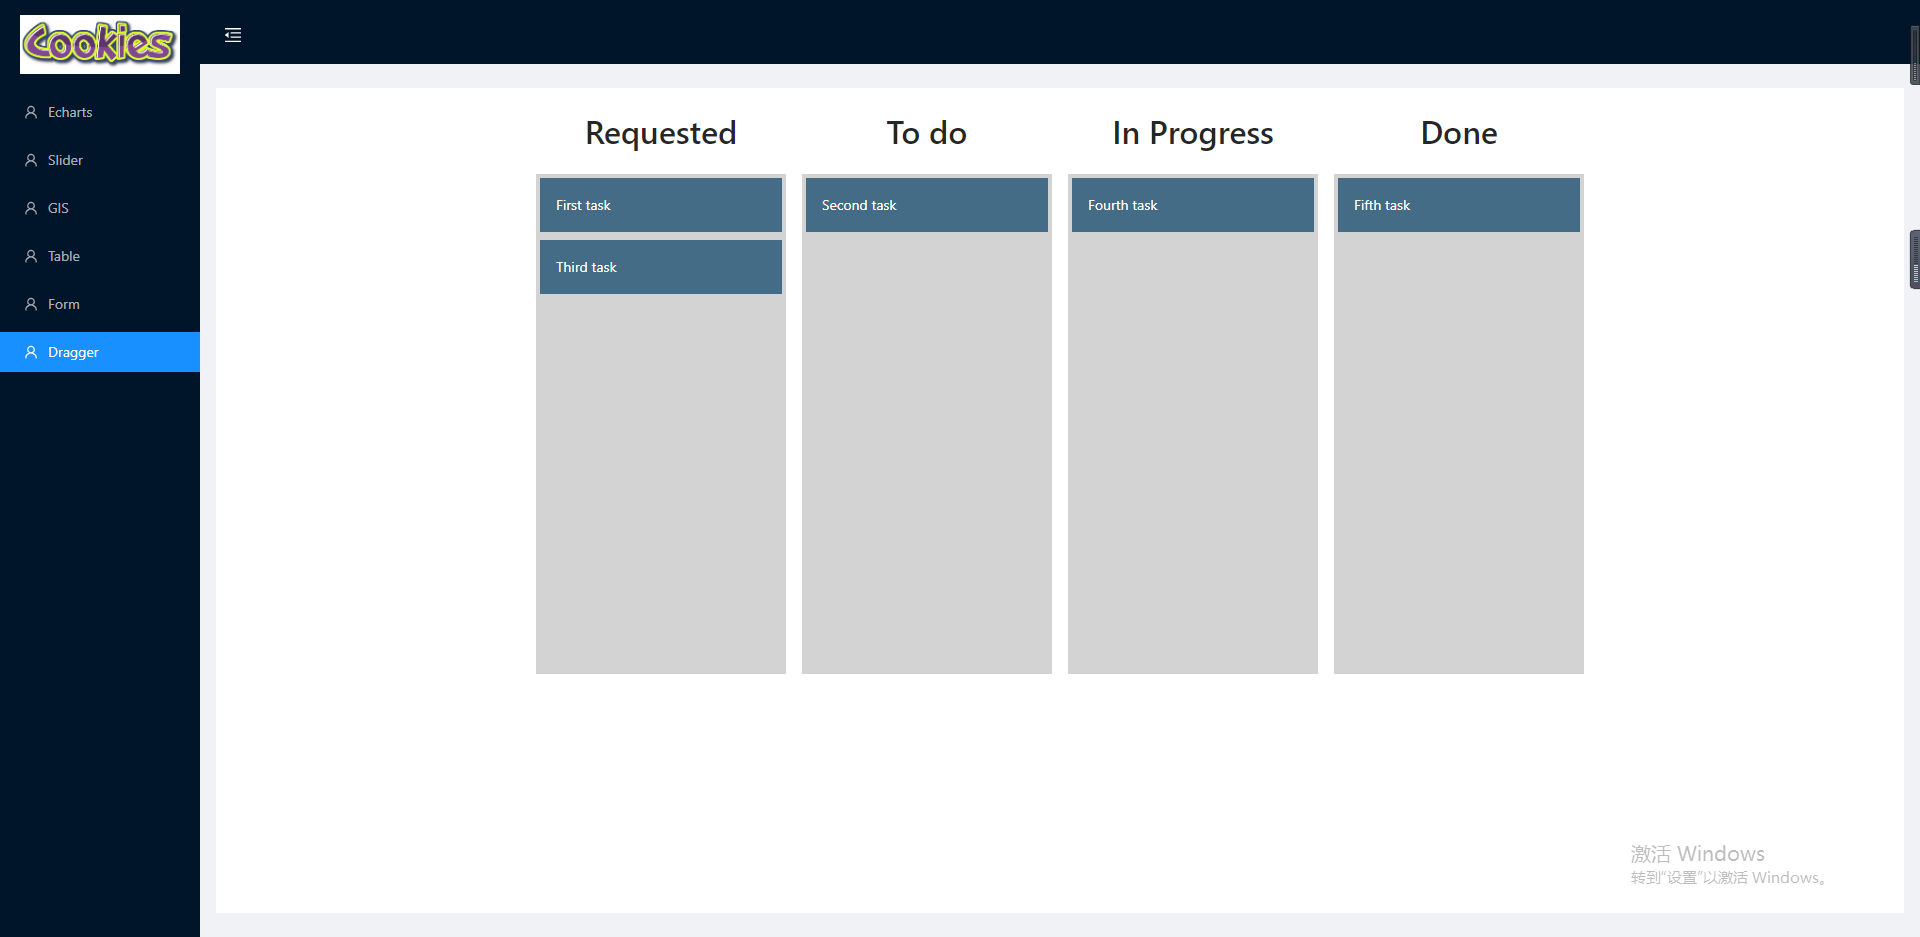 Cookies
Echarts
Slider
GIS
Table
Form
Dragger
Requested
First task
Third task
To do
Second task
In Progress
Fourth task
Done
Fifth task
激活 Windows
转到“设置”以激活 Windows。